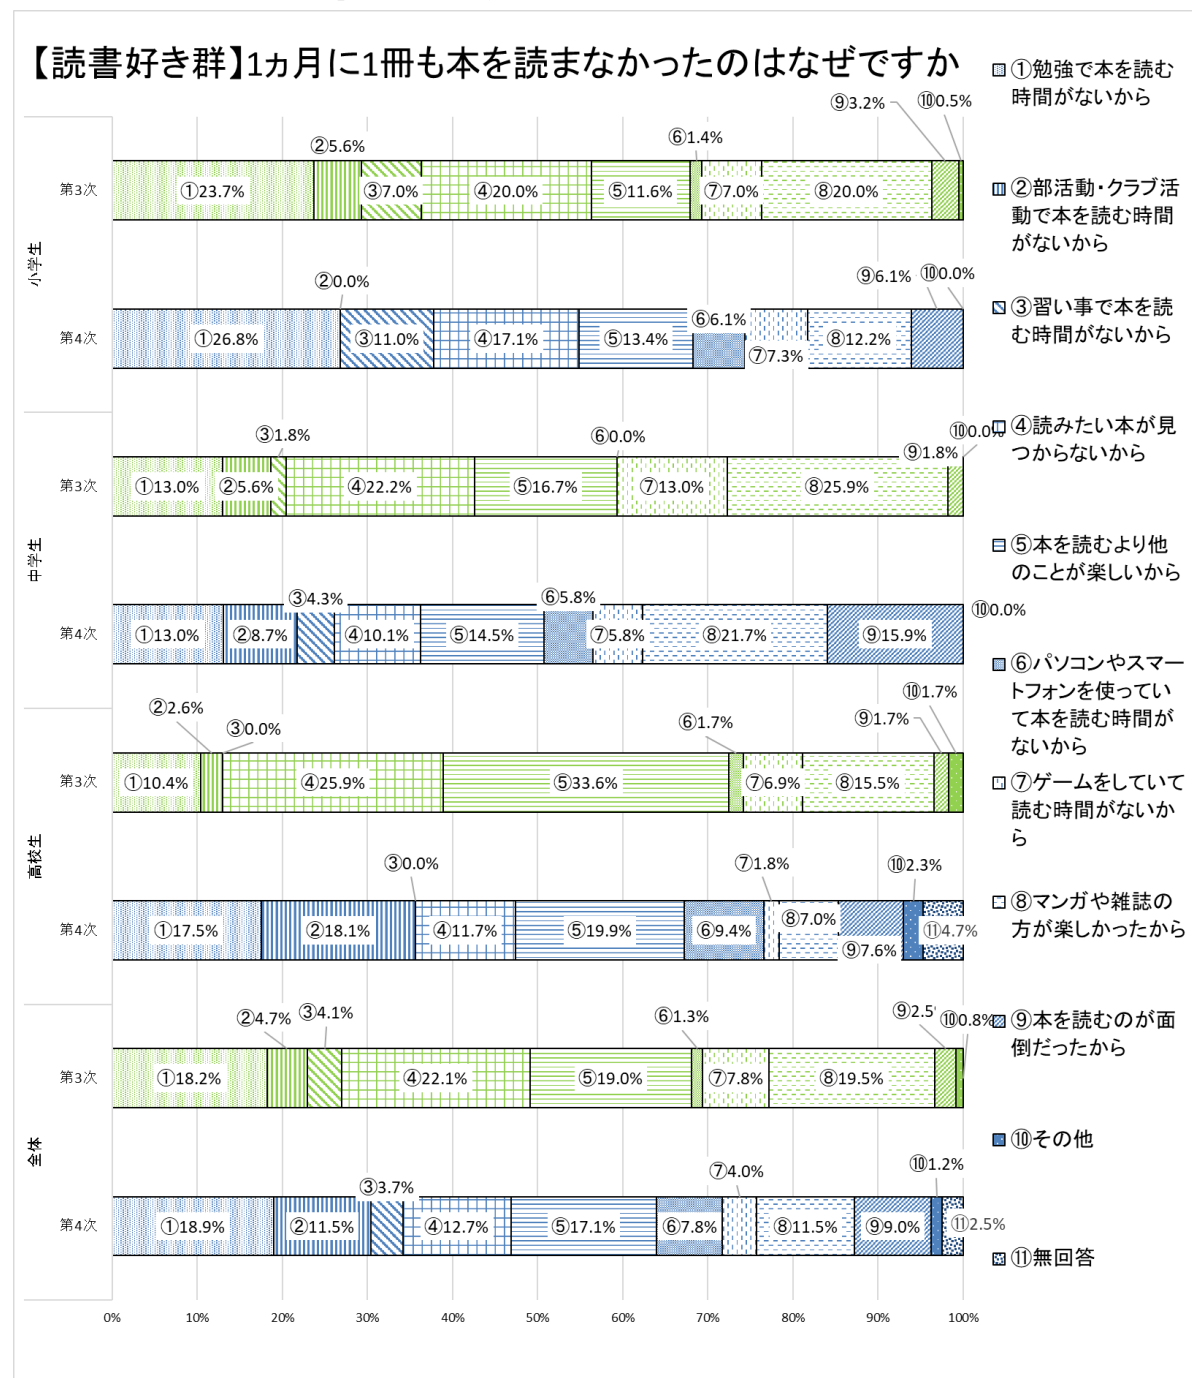 【読書好き群】1ヵ月に1冊も本を読まなかったのはなぜですか
小学生
第3次
①23.7%
②5.6%
③7.0%
④20.0%
⑤11.6%
⑥1.4%
⑦7.0%
⑧20.0%
⑨3.2%
⑩0.5%
第4次
①26.8%
②0.0%
③11.0%
④17.1%
⑤13.4%
⑥6.1%
⑦7.3%
⑧12.2%
⑨6.1%
⑩0.0%
中学生
第3次
①13.0%
②5.6%
③1.8%
④22.2%
⑤16.7%
⑥0.0%
⑦13.0%
⑧25.9%
⑨1.8%
⑩0.0%
第4次
①13.0%
②8.7%
③4.3%
④10.1%
⑤14.5%
⑥5.8%
⑦5.8%
⑧21.7%
⑨15.9%
⑩0.0%
高校生
第3次
①10.4%
②2.6%
③0.0%
④25.9%
⑤33.6%
⑥1.7%
⑦6.9%
⑧15.5%
⑨1.7%
⑩1.7%
第4次
①17.5%
②18.1%
③0.0%
④11.7%
⑤19.9%
⑥9.4%
⑦1.8%
⑧7.0%
⑨7.6%
⑩2.3%
⑪4.7%
全体
第3次
①18.2%
②4.7%
③4.1%
④22.1%
⑤19.0%
⑥1.3%
⑦7.8%
⑧19.5%
⑨2.5%
⑩0.8%
第4次
①18.9%
②11.5%
③3.7%
④12.7%
⑤17.1%
⑥7.8%
⑦4.0%
⑧11.5%
⑨9.0%
⑩1.2%
⑪2.5%
0% 10% 20% 30% 40% 50% 60% 70% 80% 90% 100%
①勉強で本を読む
時間がないから
②部活動・クラブ活
動で本を読む時間
がないから
③習い事で本を読
む時間がないから
④読みたい本が見
つからないから
⑤本を読むより他
のことが楽しいから
⑥パソコンやスマー
トフォンを使ってい
て本を読む時間が
ないから
⑦ゲームをしていて
読む時間がないか
ら
⑧マンガや雑誌の
方が楽しかったから
⑨本を読むのが面
倒だったから
⑩その他
⑪無回答